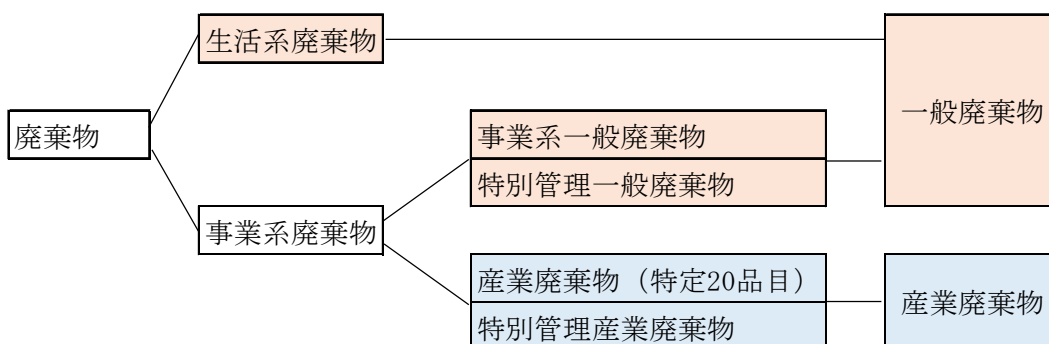 生活系廃棄物
一般廃棄物
廃棄物
事業系一般廃棄物
特別管理一般廃棄物
事業系廃棄物
産業廃棄物（特定20品目）
産業廃棄物
特別管理産業廃棄物